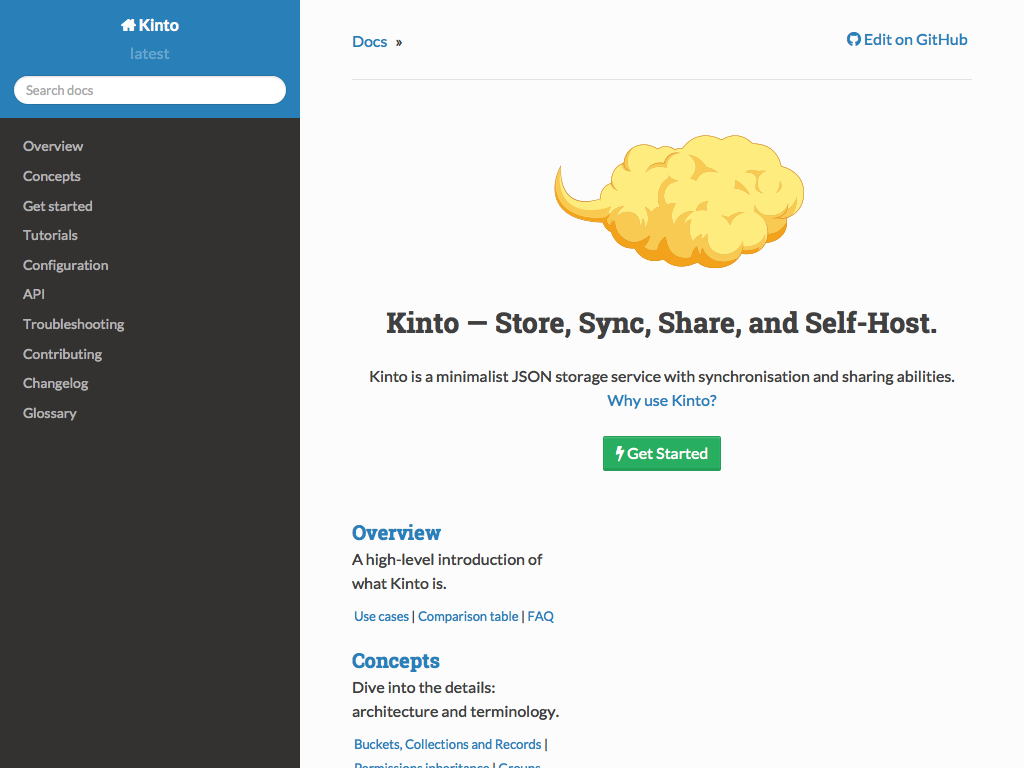 Kinto
latest
Search docs
Overview
Concepts
Get started
Tutorials
Configuration
API
Troubleshooting
Contributing
Changelog
Glossary
Docs »
Edit on GitHub
Kinto — Store, Sync, Share, and Self-Host.
Kinto is a minimalist JSON storage service with synchronisation and sharing abilities.
Why use Kinto?
Get Started
Overview
A high-level introduction of
what Kinto is.
Use cases | Comparison table | FAQ
Concepts
Dive into the details:
architecture and terminology.
Buckets, Collections and Records |
Permissions inheritance | Groups